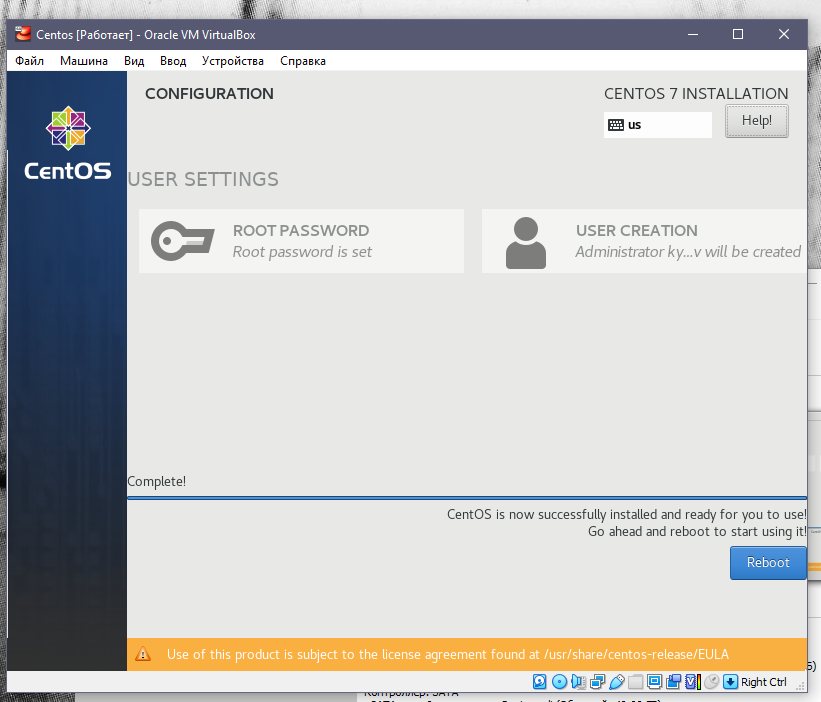 Centos [Работает] - Oracle VM VirtualBox
Файл Машина Вид Ввод Устройства Справка
CentOS
CONFIGURATION
CENTOS 7 INSTALLATION
us
Help!
USER SETTINGS
ROOT PASSWORD
Root password is set
USER CREATION
Administrator ky...v will be created
Complete!
CentOS is now successfully installed and ready for you to use!
Go ahead and reboot to start using it!
Reboot
Use of this product is subject to the license agreement found at /usr/share/centos-release/EULA
Right Ctrl
Контроллер: SATA